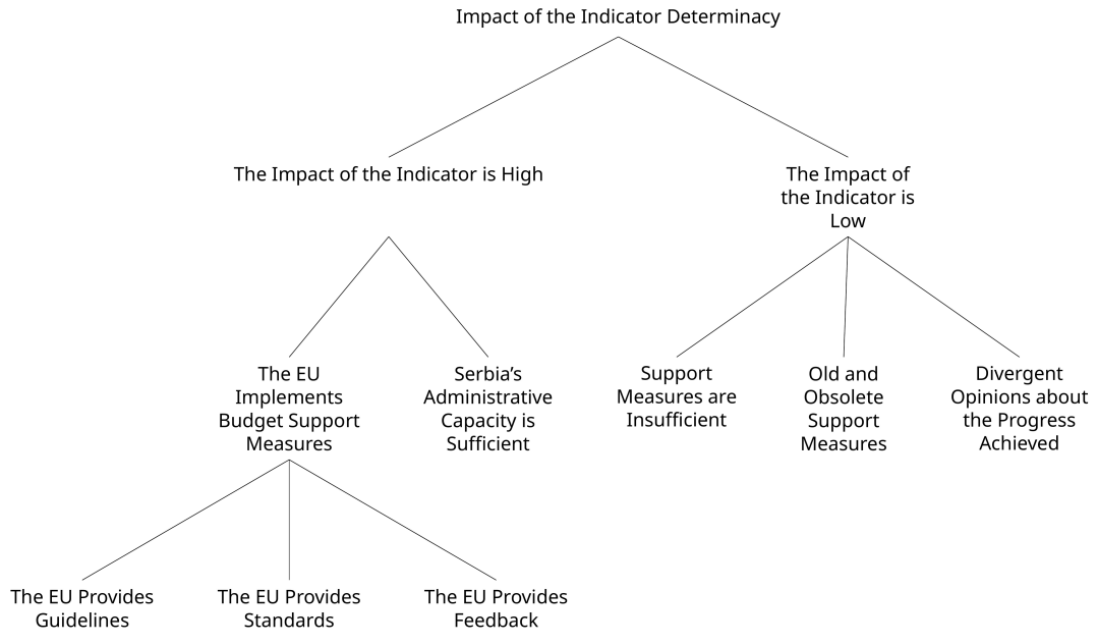 Impact of the Indicator Determinacy
The Impact of the Indicator is High
The Impact of
the Indicator is
Low
The EU
Implements
Budget Support
Measures
Serbia’s
Administrative
Capacity is
Sufficient
Support
Measures are
Insufficient
Old and
Obsolete
Support
Measures
Divergent
Opinions about
the Progress
Achieved
The EU Provides
Guidelines
The EU Provides
Standards
The EU Provides
Feedback